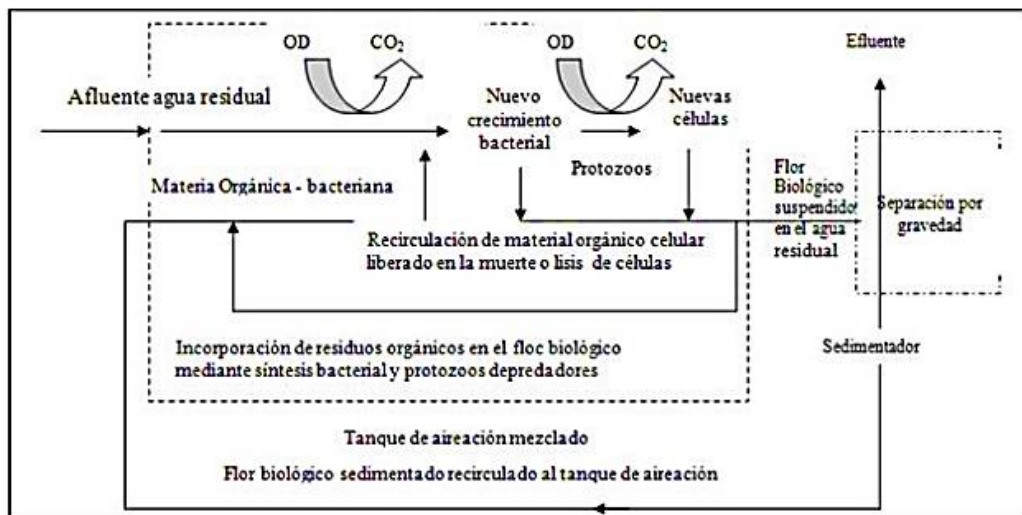 OD
CO₂
OD
CO₂
Efluente
Afluente agua residual
Nuevo
crecimiento
bacterial
Nuevas
células
Protozoos
Materia Orgánica - bacteriana
Flor
Biológico
suspendido
en el agua
residual
Separación por
gravedad
Recirculación de material orgánico celular
liberado en la muerte o lisis de células
Sedimentador
Incorporación de residuos orgánicos en el floc biológico
mediante síntesis bacterial y protozoos depredadores
Tanque de aireación mezclado
Flor biológico sedimentado recirculado al tanque de aireación